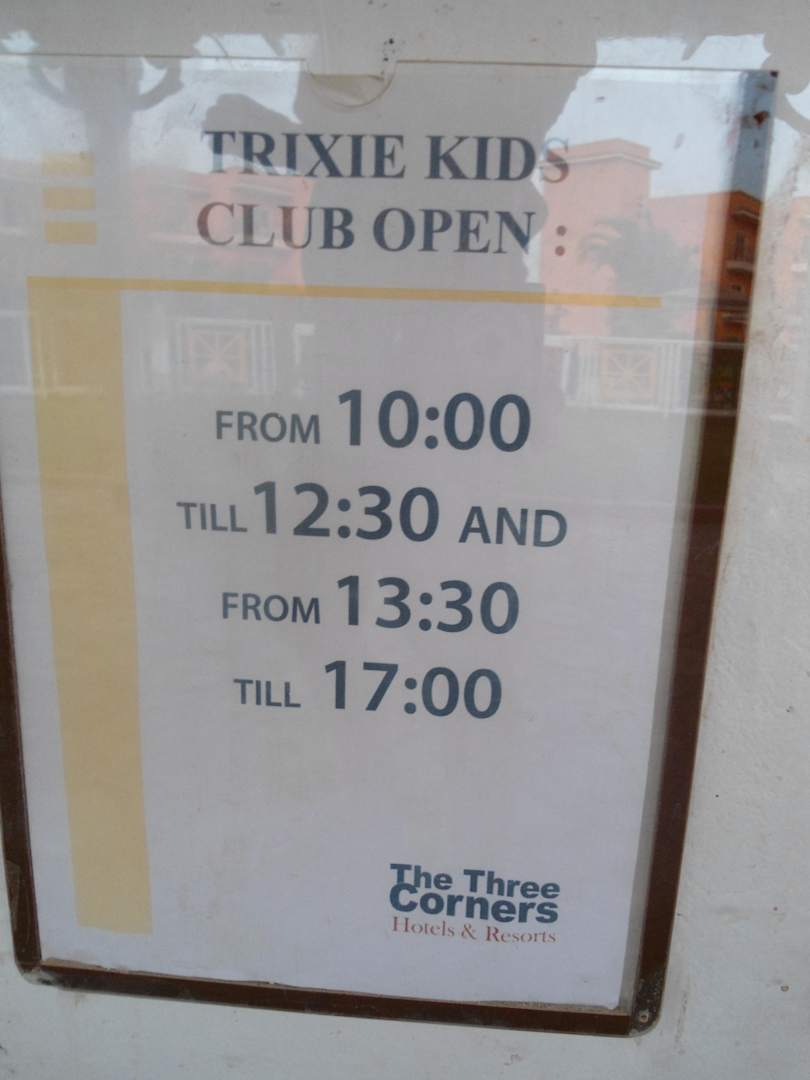 TRIXIE KIDS
CLUB OPEN :
FROM 10:00
TILL 12:30 AND
FROM 13:30
TILL 17:00
The Three
Corners
Hotels & Resorts